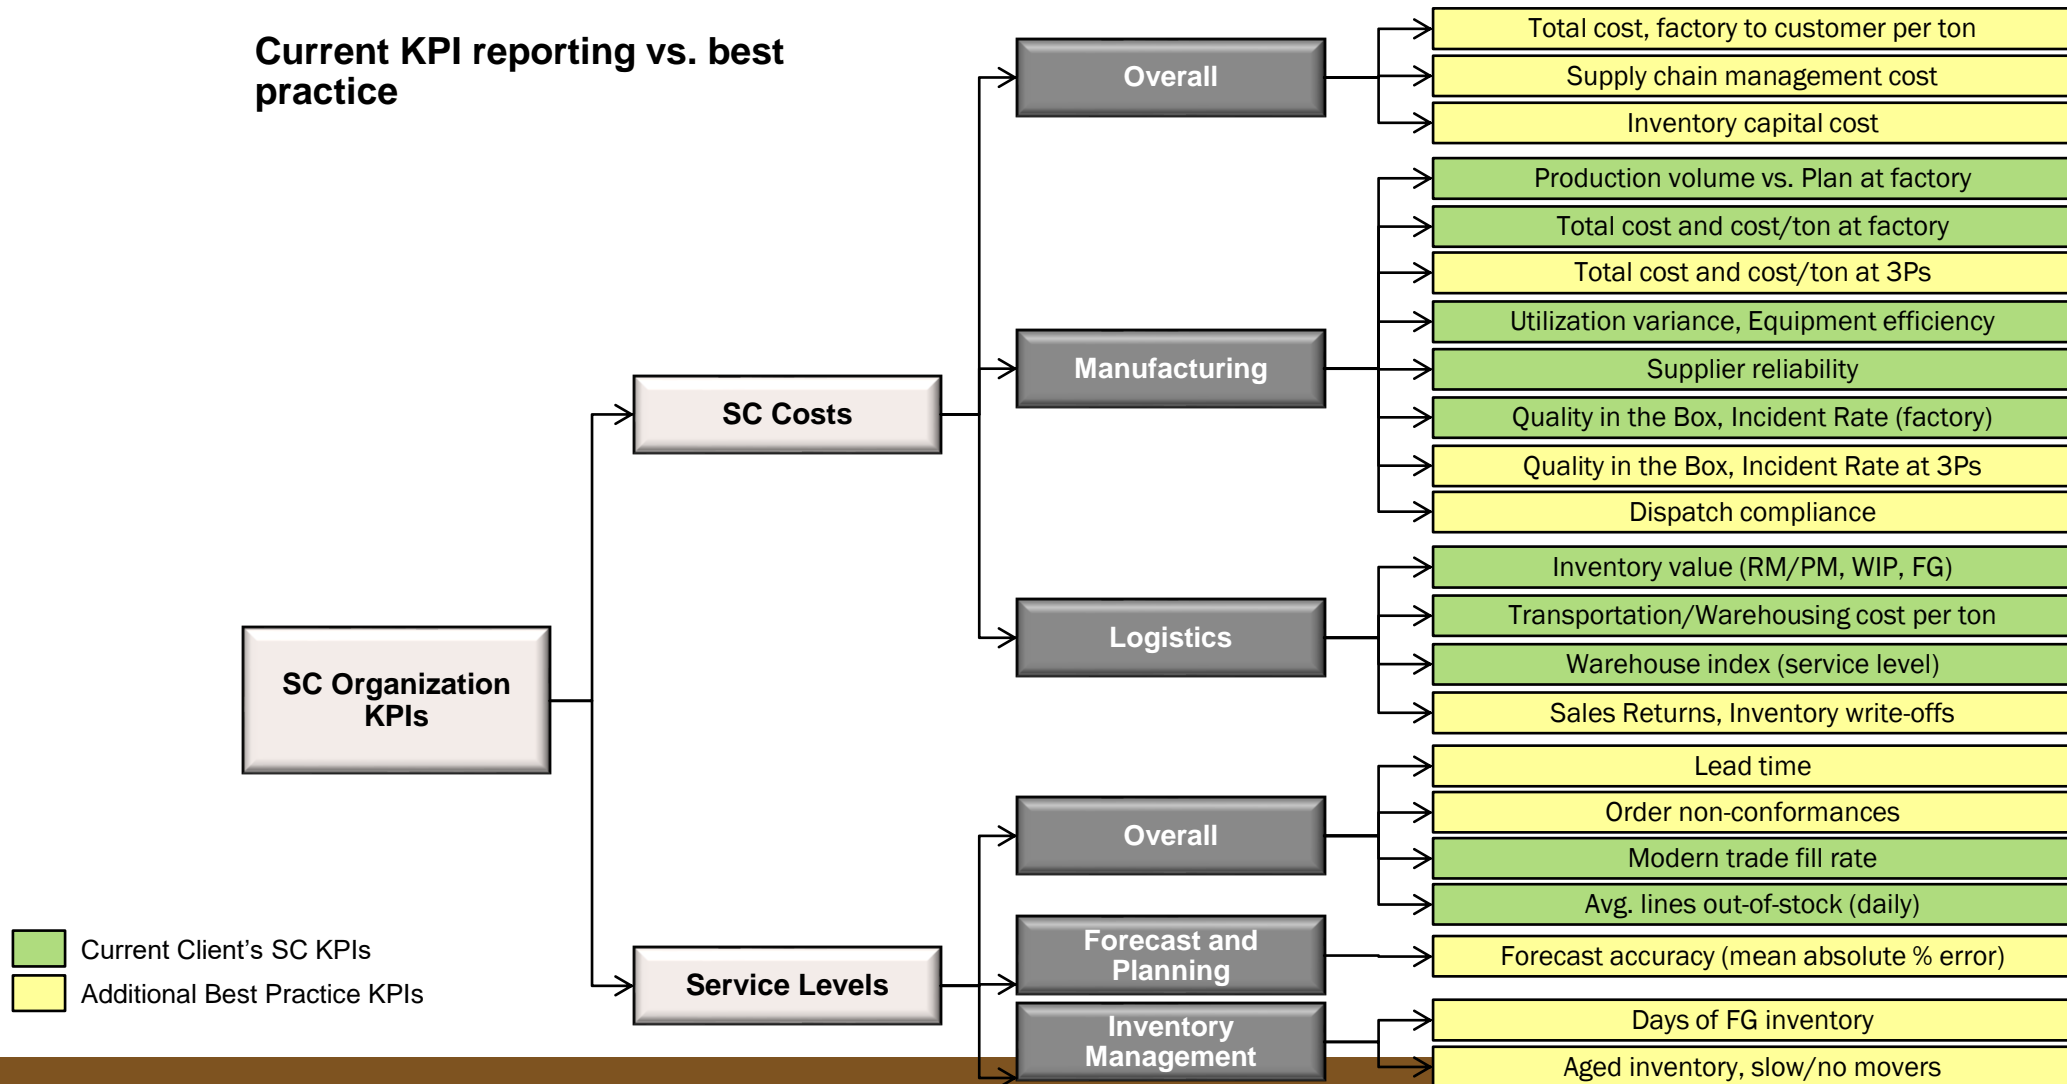 Current KPI reporting vs. best
practice
SC Organization
KPIs
SC Costs
Overall
Total cost, factory to customer per ton
Supply chain management cost
Inventory capital cost
Manufacturing
Production volume vs. Plan at factory
Total cost and cost/ton at factory
Total cost and cost/ton at 3Ps
Utilization variance, Equipment efficiency
Supplier reliability
Quality in the Box, Incident Rate (factory)
Quality in the Box, Incident Rate at 3Ps
Dispatch compliance
Logistics
Inventory value (RM/PM, WIP, FG)
Transportation/Warehousing cost per ton
Warehouse index (service level)
Sales Returns, Inventory write-offs
Service Levels
Overall
Lead time
Order non-conformances
Modern trade fill rate
Avg. lines out-of-stock (daily)
Forecast and
Planning
Forecast accuracy (mean absolute % error)
Inventory
Management
Days of FG inventory
Aged inventory, slow/no movers
Current Client's SC KPIs
Additional Best Practice KPIs